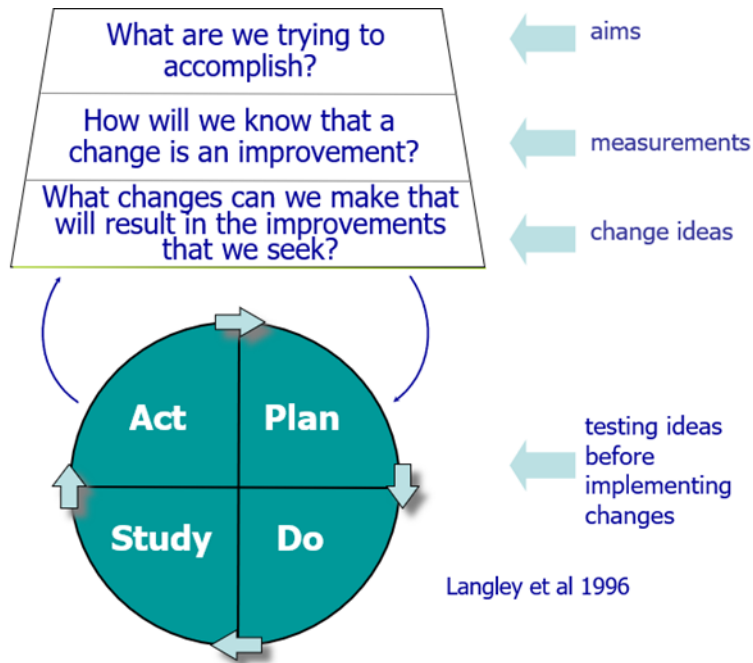 What are we trying to
accomplish?
aims
How will we know that a
change is an improvement?
measurements
What changes can we make that
will result in the improvements
that we seek?
change ideas
Act
Plan
Study
Do
testing ideas
before
implementing
changes
Langley et al 1996